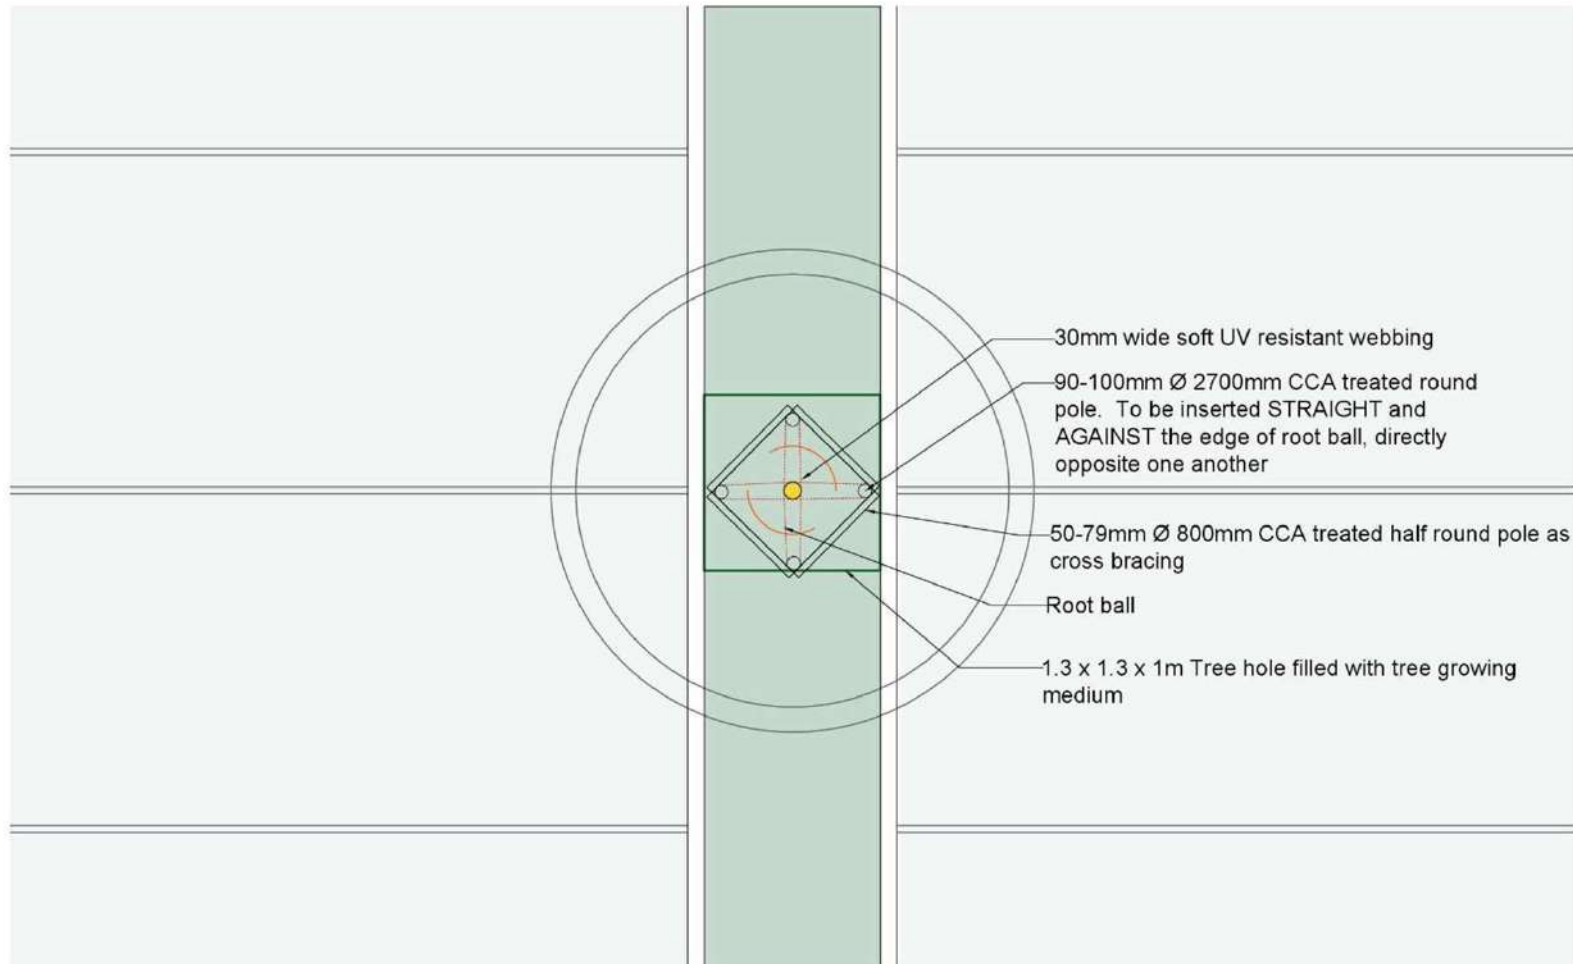 30mm wide soft UV resistant webbing
90-100mm Ø 2700mm CCA treated round
pole. To be inserted STRAIGHT and
AGAINST the edge of root ball, directly
opposite one another
50-79mm Ø 800mm CCA treated half round pole as
cross bracing
Root ball
1.3 x 1.3 x 1m Tree hole filled with tree growing
medium